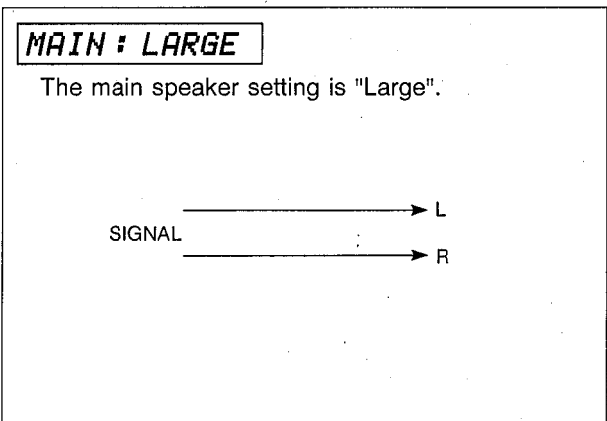 MAIN : LARGE
The main speaker setting is "Large".
L
SIGNAL
R